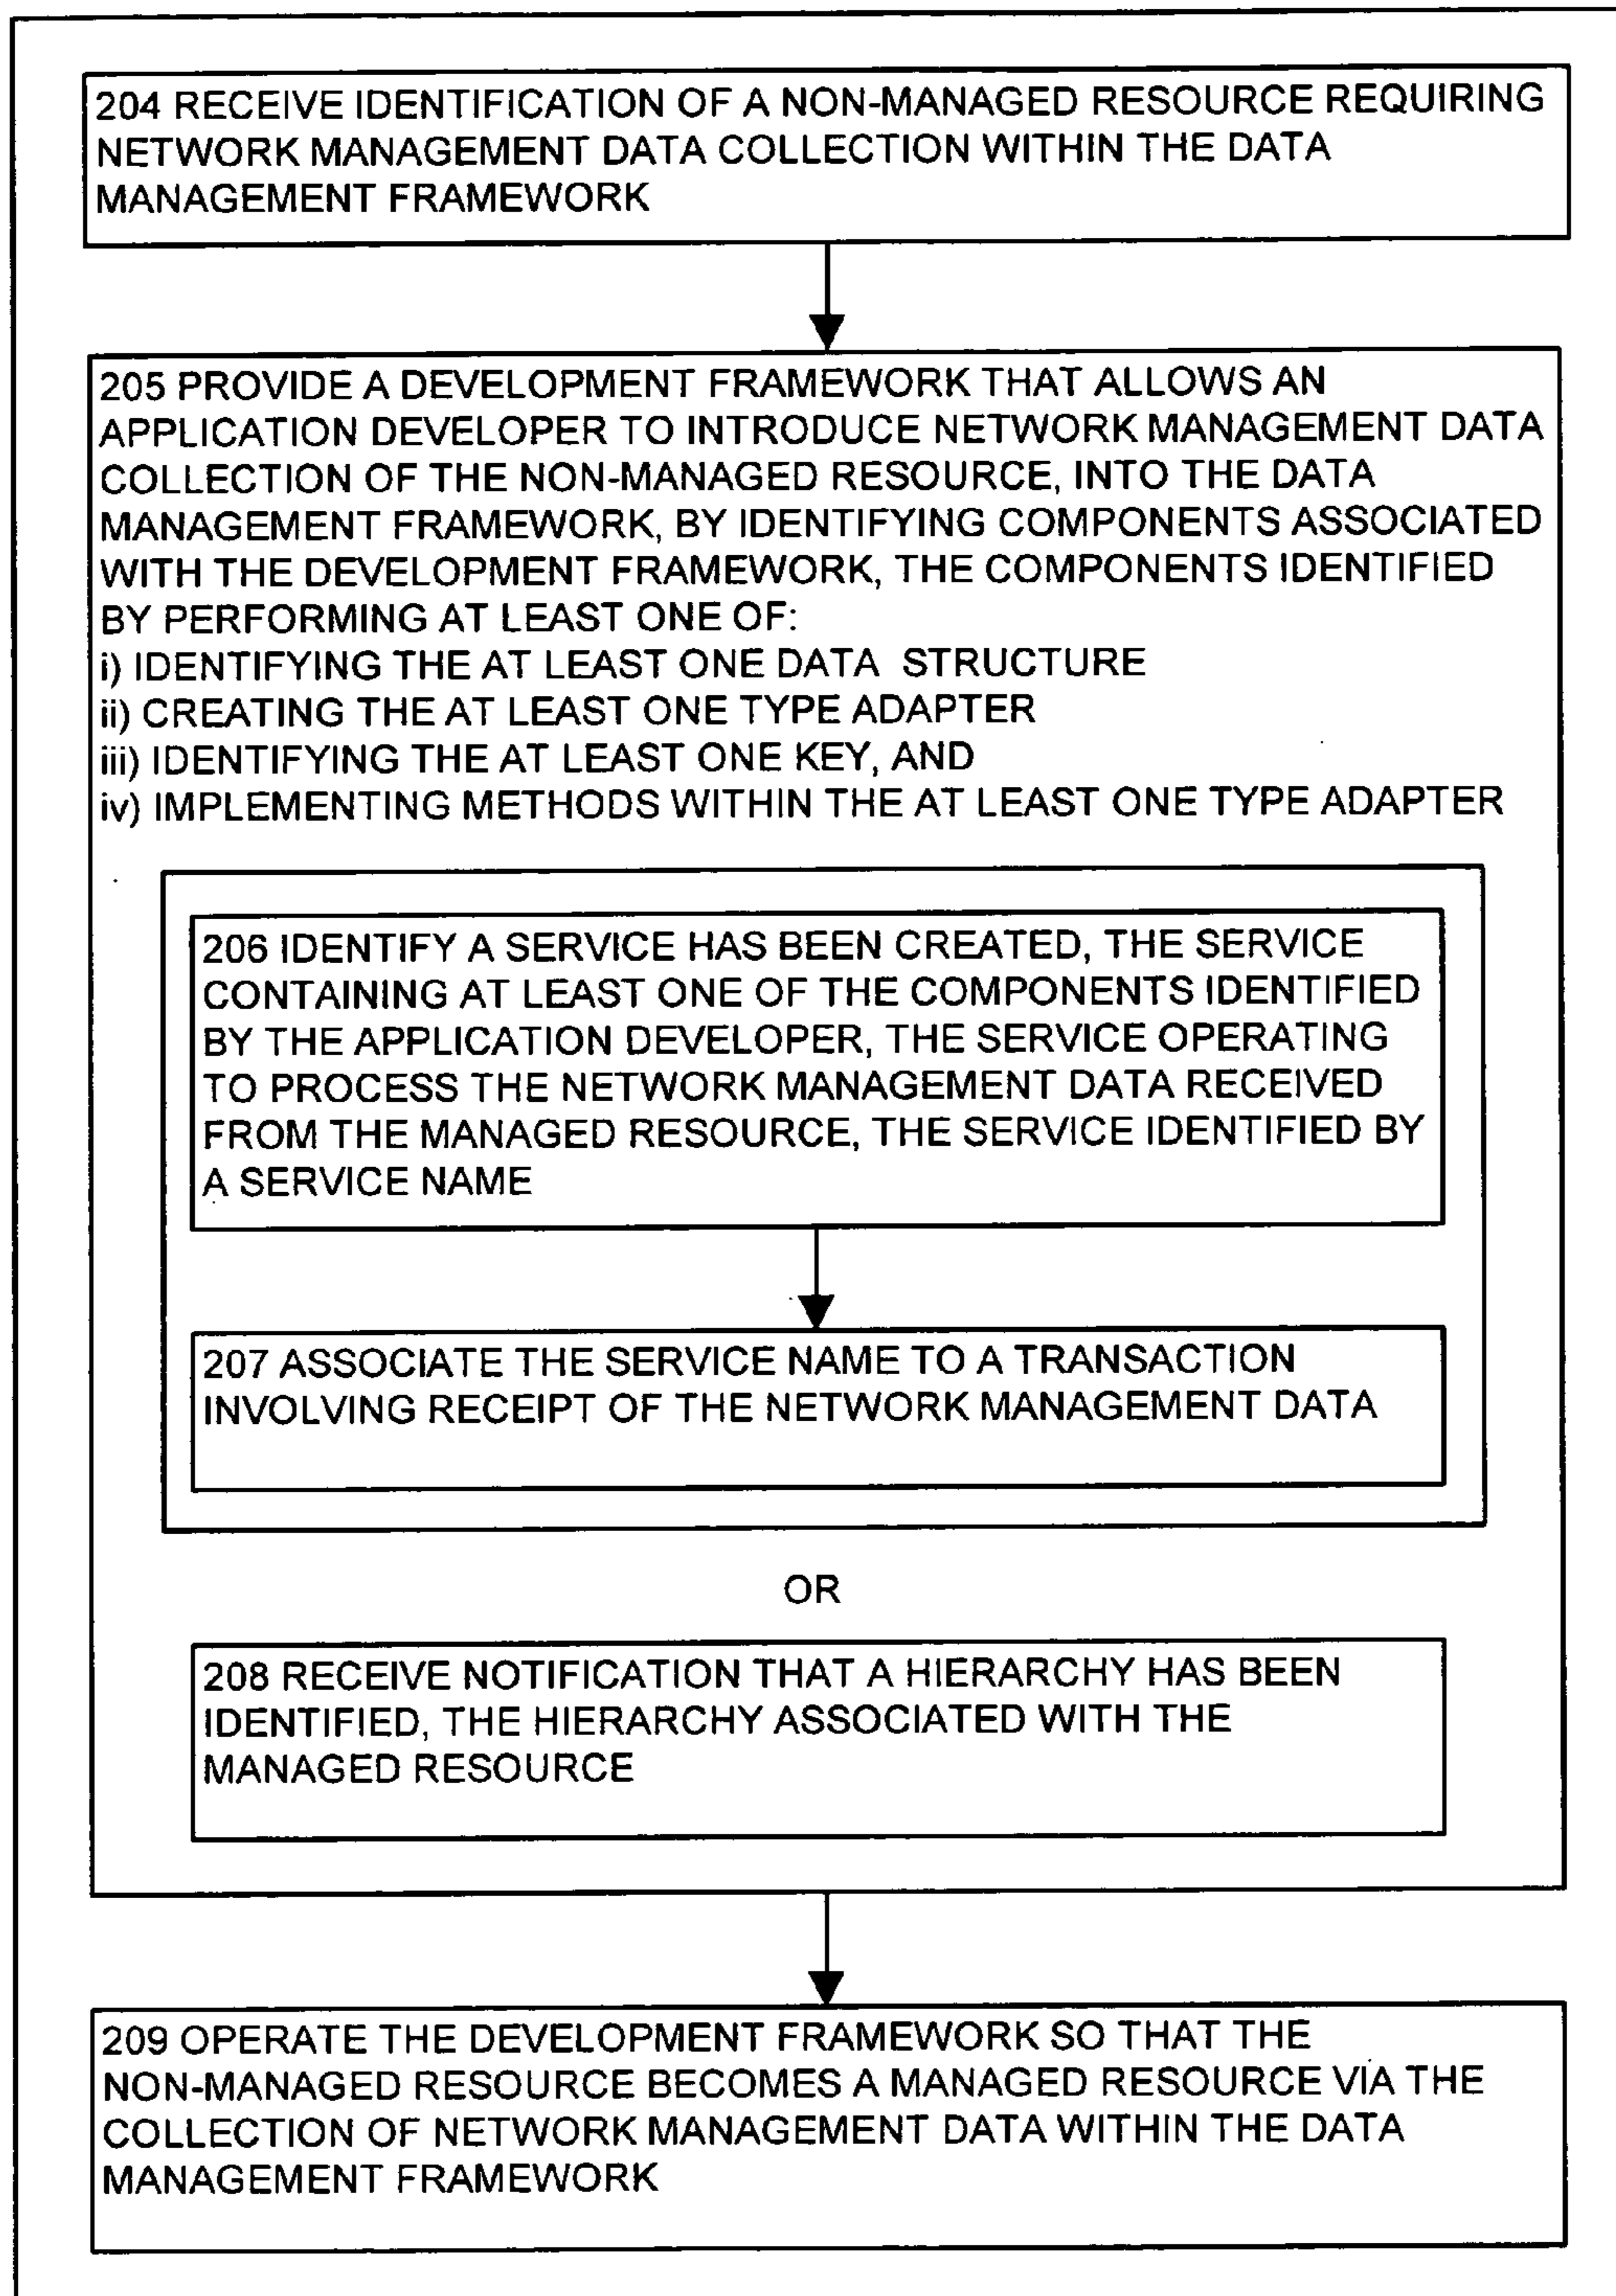 204 RECEIVE IDENTIFICATION OF A NON-MANAGED RESOURCE REQUIRING
NETWORK MANAGEMENT DATA COLLECTION WITHIN THE DATA
MANAGEMENT FRAMEWORK
205 PROVIDE A DEVELOPMENT FRAMEWORK THAT ALLOWS AN
APPLICATION DEVELOPER TO INTRODUCE NETWORK MANAGEMENT DATA
COLLECTION OF THE NON-MANAGED RESOURCE, INTO THE DATA
MANAGEMENT FRAMEWORK, BY IDENTIFYING COMPONENTS ASSOCIATED
WITH THE DEVELOPMENT FRAMEWORK, THE COMPONENTS IDENTIFIED
BY PERFORMING AT LEAST ONE OF:
i) IDENTIFYING THE AT LEAST ONE DATA STRUCTURE
ii) CREATING THE AT LEAST ONE TYPE ADAPTER
iii) IDENTIFYING THE AT LEAST ONE KEY, AND
iv) IMPLEMENTING METHODS WITHIN THE AT LEAST ONE TYPE ADAPTER
206 IDENTIFY A SERVICE HAS BEEN CREATED, THE SERVICE
CONTAINING AT LEAST ONE OF THE COMPONENTS IDENTIFIED
BY THE APPLICATION DEVELOPER, THE SERVICE OPERATING
TO PROCESS THE NETWORK MANAGEMENT DATA RECEIVED
FROM THE MANAGED RESOURCE, THE SERVICE IDENTIFIED BY
A SERVICE NAME
207 ASSOCIATE THE SERVICE NAME TO A TRANSACTION
INVOLVING RECEIPT OF THE NETWORK MANAGEMENT DATA
OR
208 RECEIVE NOTIFICATION THAT A HIERARCHY HAS BEEN
IDENTIFIED, THE HIERARCHY ASSOCIATED WITH THE
MANAGED RESOURCE
209 OPERATE THE DEVELOPMENT FRAMEWORK SO THAT THE
NON-MANAGED RESOURCE BECOMES A MANAGED RESOURCE VIA THE
COLLECTION OF NETWORK MANAGEMENT DATA WITHIN THE DATA
MANAGEMENT FRAMEWORK